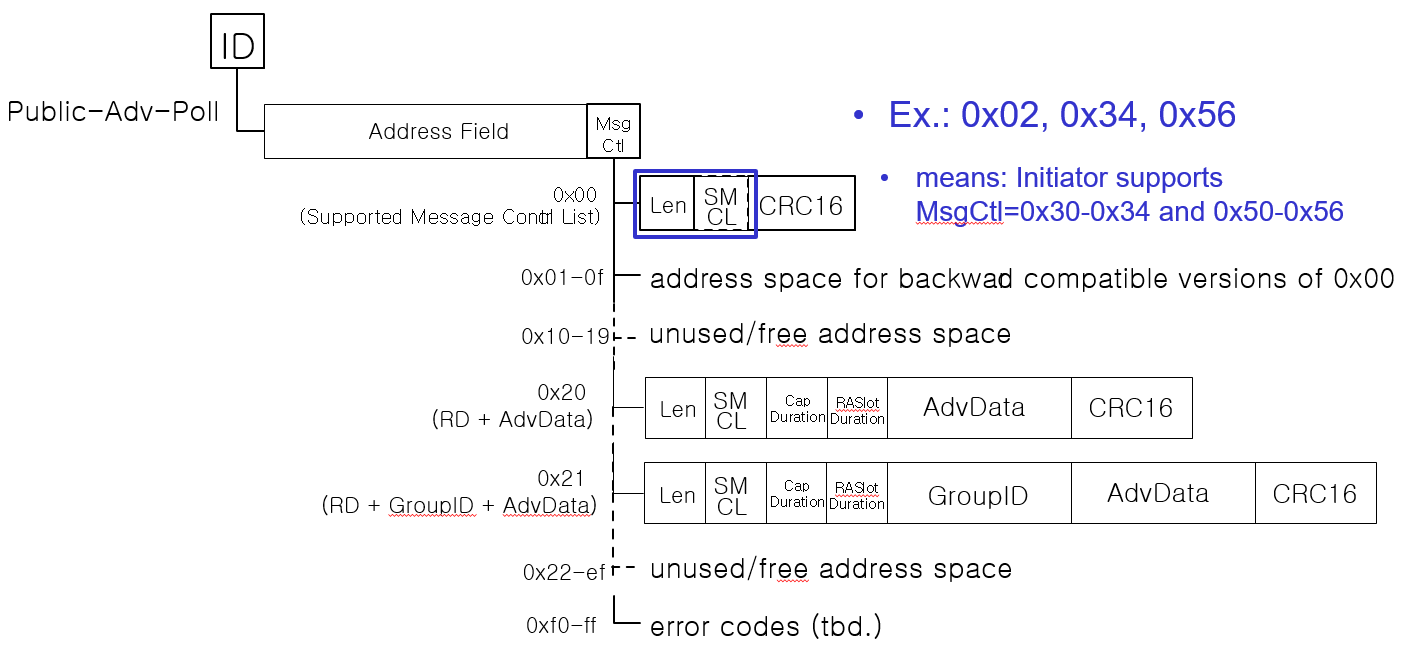 ID
Public-Adv-Poll
Address Field
Msg
Ctl
• Ex.: 0x02, 0x34, 0x56
• means: Initiator supports
MsgCtl=0x30-0x34 and 0x50-0x56
0x00
(Supported Message Contrl List)
Len
SM
CL
CRC16
0x01-0f
address space for backwad compatible versions of 0x00
0x10-19
unused/free address space
0x20
(RD + AdvData)
Len
SM
CL
Cap
Duration
RASlot
Duration
AdvData
CRC16
0x21
(RD + GroupID + AdvData)
Len
SM
CL
Cap
Duration
RASlot
Duration
GroupID
AdvData
CRC16
0x22-ef
unused/free address space
0xf0-ff
error codes (tbd.)